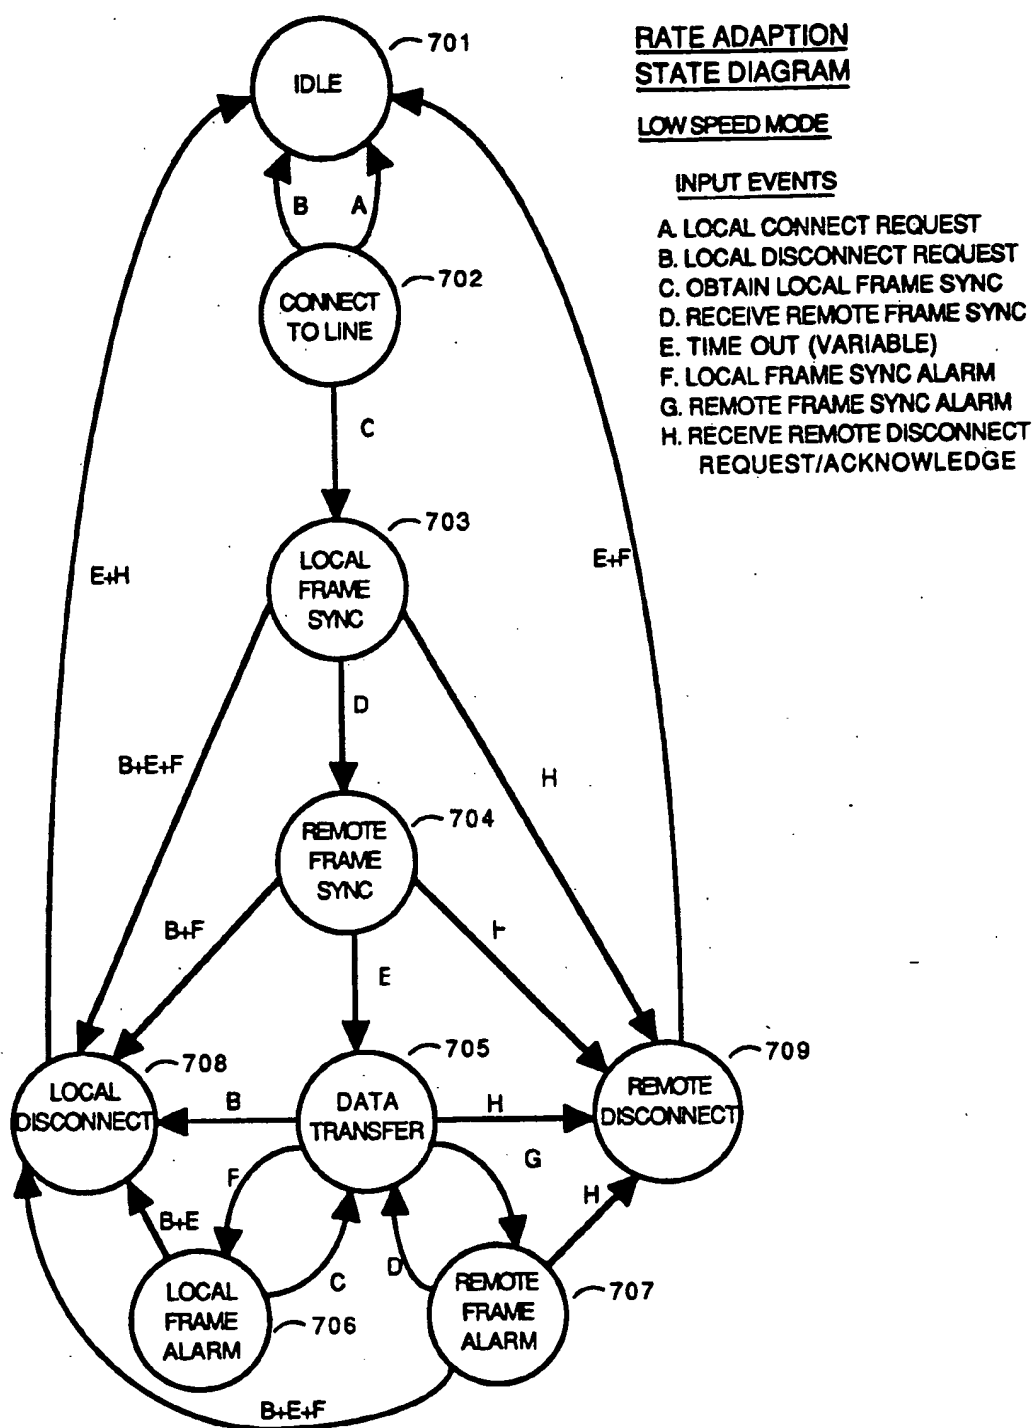 701
RATE ADAPTION
STATE DIAGRAM
IDLE
LOW SPEED MODE
INPUT EVENTS
B
A
A. LOCAL CONNECT REQUEST
B. LOCAL DISCONNECT REQUEST
C. OBTAIN LOCAL FRAME SYNC
D. RECEIVE REMOTE FRAME SYNC
E. TIME OUT (VARIABLE)
F. LOCAL FRAME SYNC ALARM
G. REMOTE FRAME SYNC ALARM
H. RECEIVE REMOTE DISCONNECT
REQUEST/ACKNOWLEDGE
702
CONNECT
TO LINE
C
703
LOCAL
FRAME
SYNC
E+H
E+F
D
B+E+F
H
704
REMOTE
FRAME
SYNC
B+F
E
705
708
709
LOCAL
DISCONNECT
B
DATA
TRANSFER
H
REMOTE
DISCONNECT
F
G
B+E
C
D
H
LOCAL
FRAME
ALARM
706
REMOTE
FRAME
ALARM
707
B+E+F